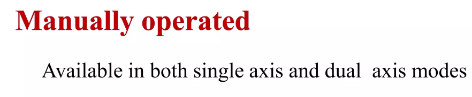 Manually operated
Available in both single axis and dual axis modes